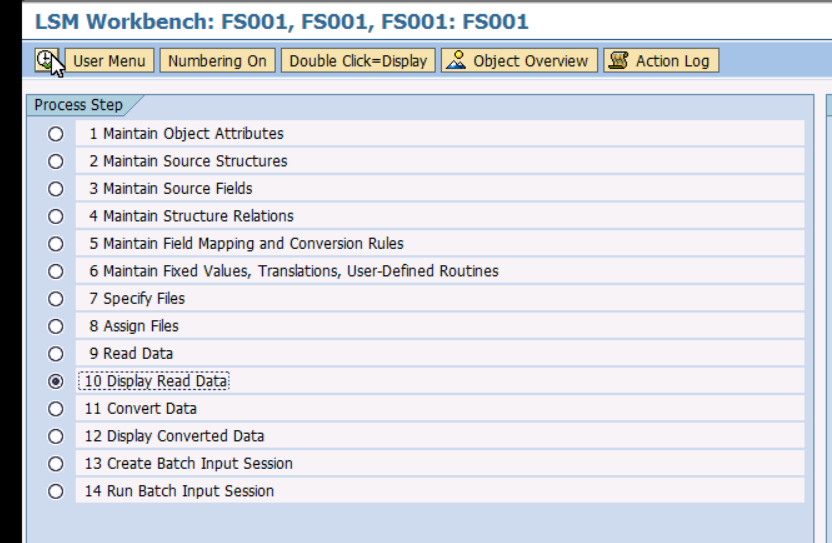 LSM Workbench: FS001, FS001, FS001: FS001
User Menu Numbering On Double Click=Display Object Overview Action Log
Process Step
1 Maintain Object Attributes
2 Maintain Source Structures
3 Maintain Source Fields
4 Maintain Structure Relations
5 Maintain Field Mapping and Conversion Rules
6 Maintain Fixed Values, Translations, User-Defined Routines
7 Specify Files
8 Assign Files
9 Read Data
10 Display Read Data
11 Convert Data
12 Display Converted Data
13 Create Batch Input Session
14 Run Batch Input Session